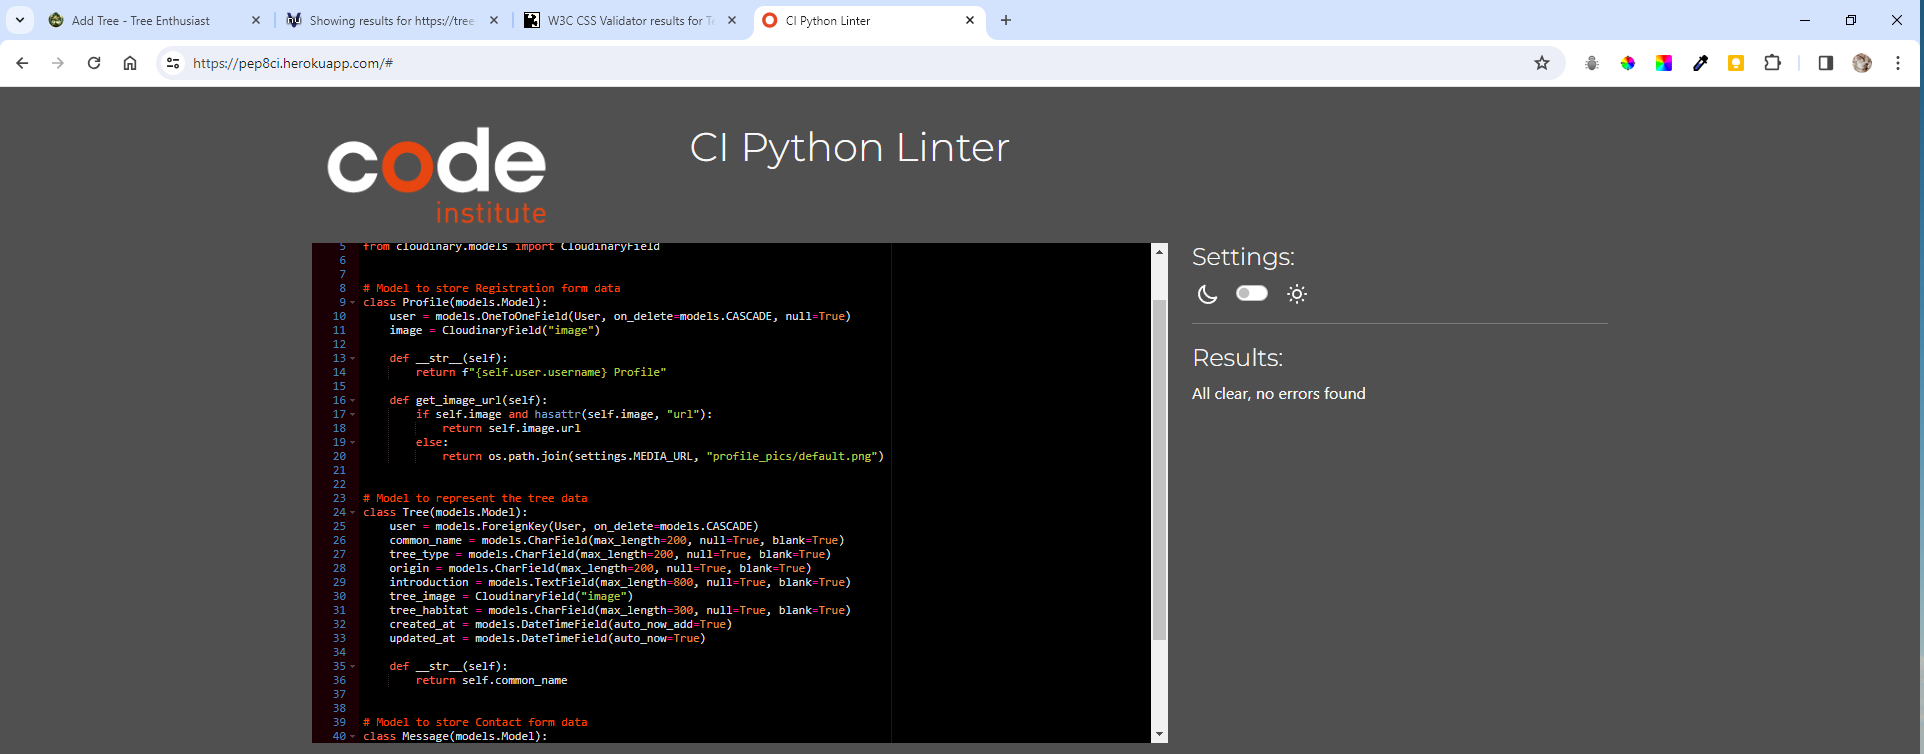 Add Tree - Tree Enthusiast
Showing results for https://tree
W3C CSS Validator results for Te
CI Python Linter
https://pep8ci.herokuapp.com/#
code
institute
CI Python Linter
5 from cloudinary.models import CloudinaryField
6
7
8 # Model to store Registration form data
9 class Profile(models.Model):
10 user = models.OneToOneField(User, on_delete=models.CASCADE, null=True)
11 image = CloudinaryField("image")
12
13 def __str__(self):
14 return f"{self.user.username} Profile"
15
16 def get_image_url(self):
17 if self.image and hasattr(self.image, "url"):
18 return self.image.url
19 else:
20 return os.path.join(settings.MEDIA_URL, "profile_pics/default.png")
21
22
23 # Model to represent the tree data
24 class Tree(models.Model):
25 user = models.ForeignKey(User, on_delete=models.CASCADE)
26 common_name = models.CharField(max_length=200, null=True, blank=True)
27 tree_type = models.CharField(max_length=200, null=True, blank=True)
28 origin = models.CharField(max_length=200, null=True, blank=True)
29 introduction = models.TextField(max_length=800, null=True, blank=True)
30 tree_image = CloudinaryField("image")
31 tree_habitat = models.CharField(max_length=300, null=True, blank=True)
32 created_at = models.DateTimeField(auto_now_add=True)
33 updated_at = models.DateTimeField(auto_now=True)
34
35 def __str__(self):
36 return self.common_name
37
38
39 # Model to store Contact form data
40 class Message(models.Model):
Settings:
Results:
All clear, no errors found